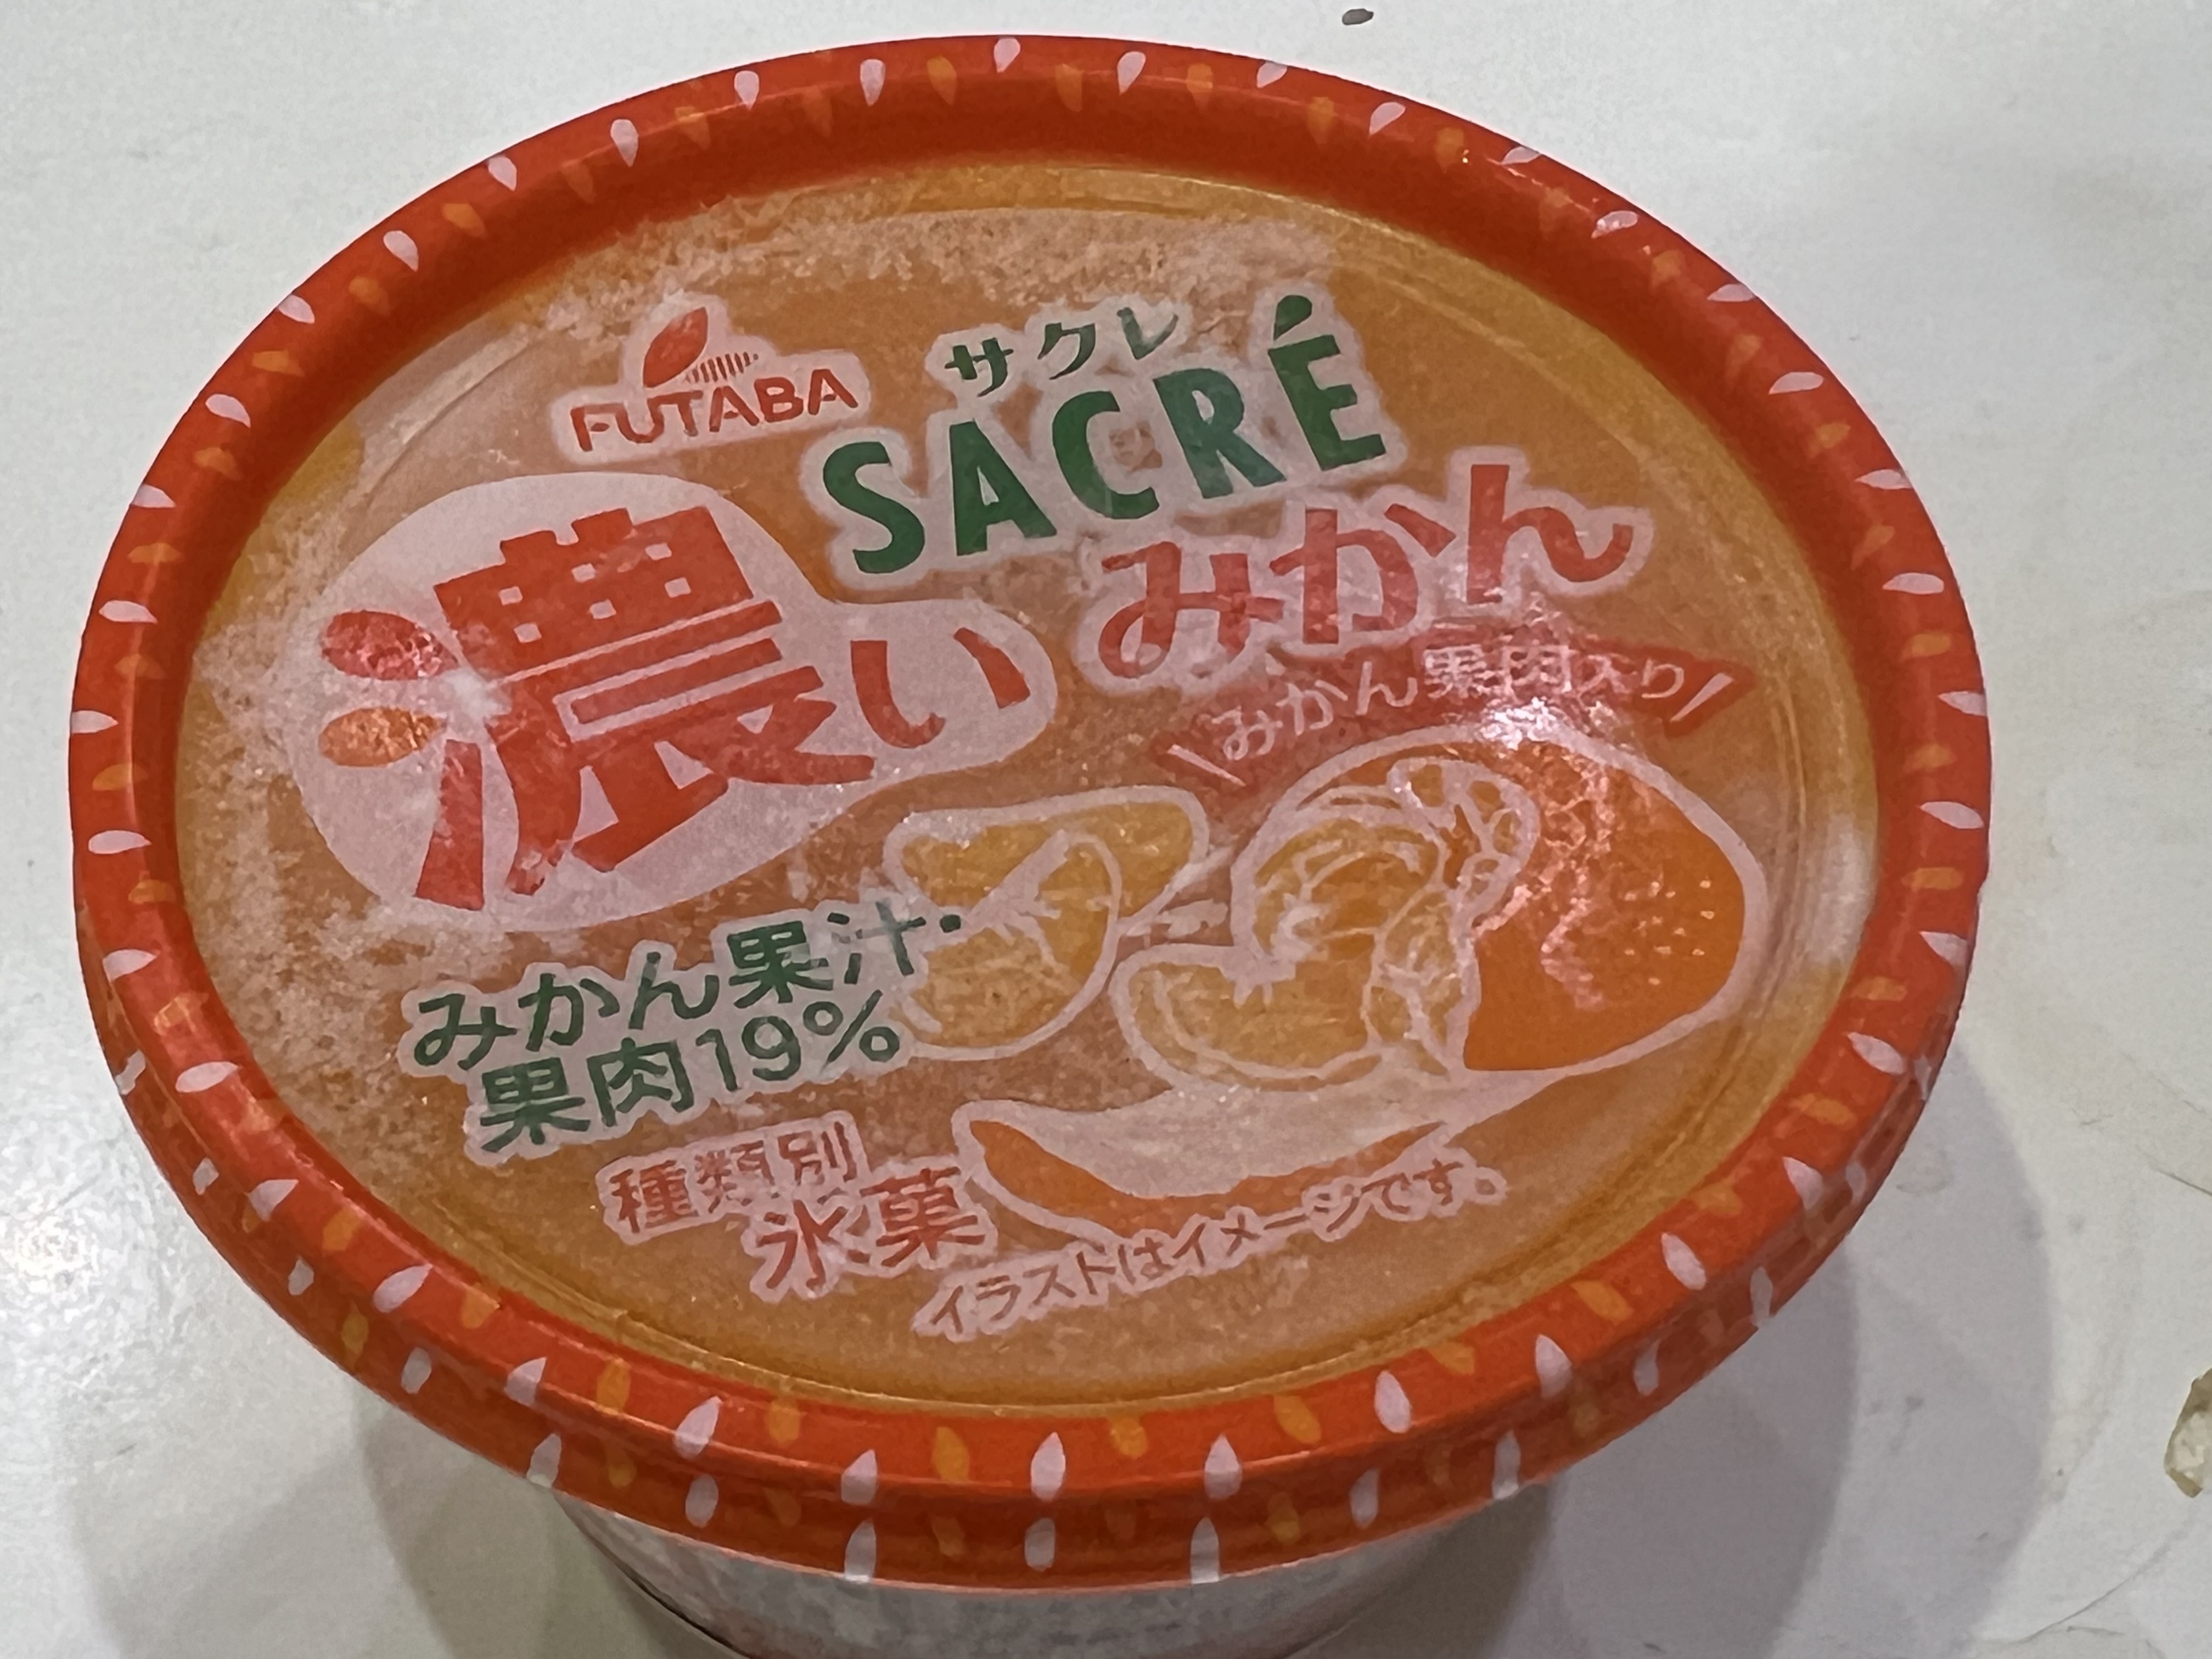 FUTABA
サクレ
SACRÉ
濃いみかん
みかん果肉入り
みかん果汁・
果肉19%
種類別
氷菓
イラストはイメージです。